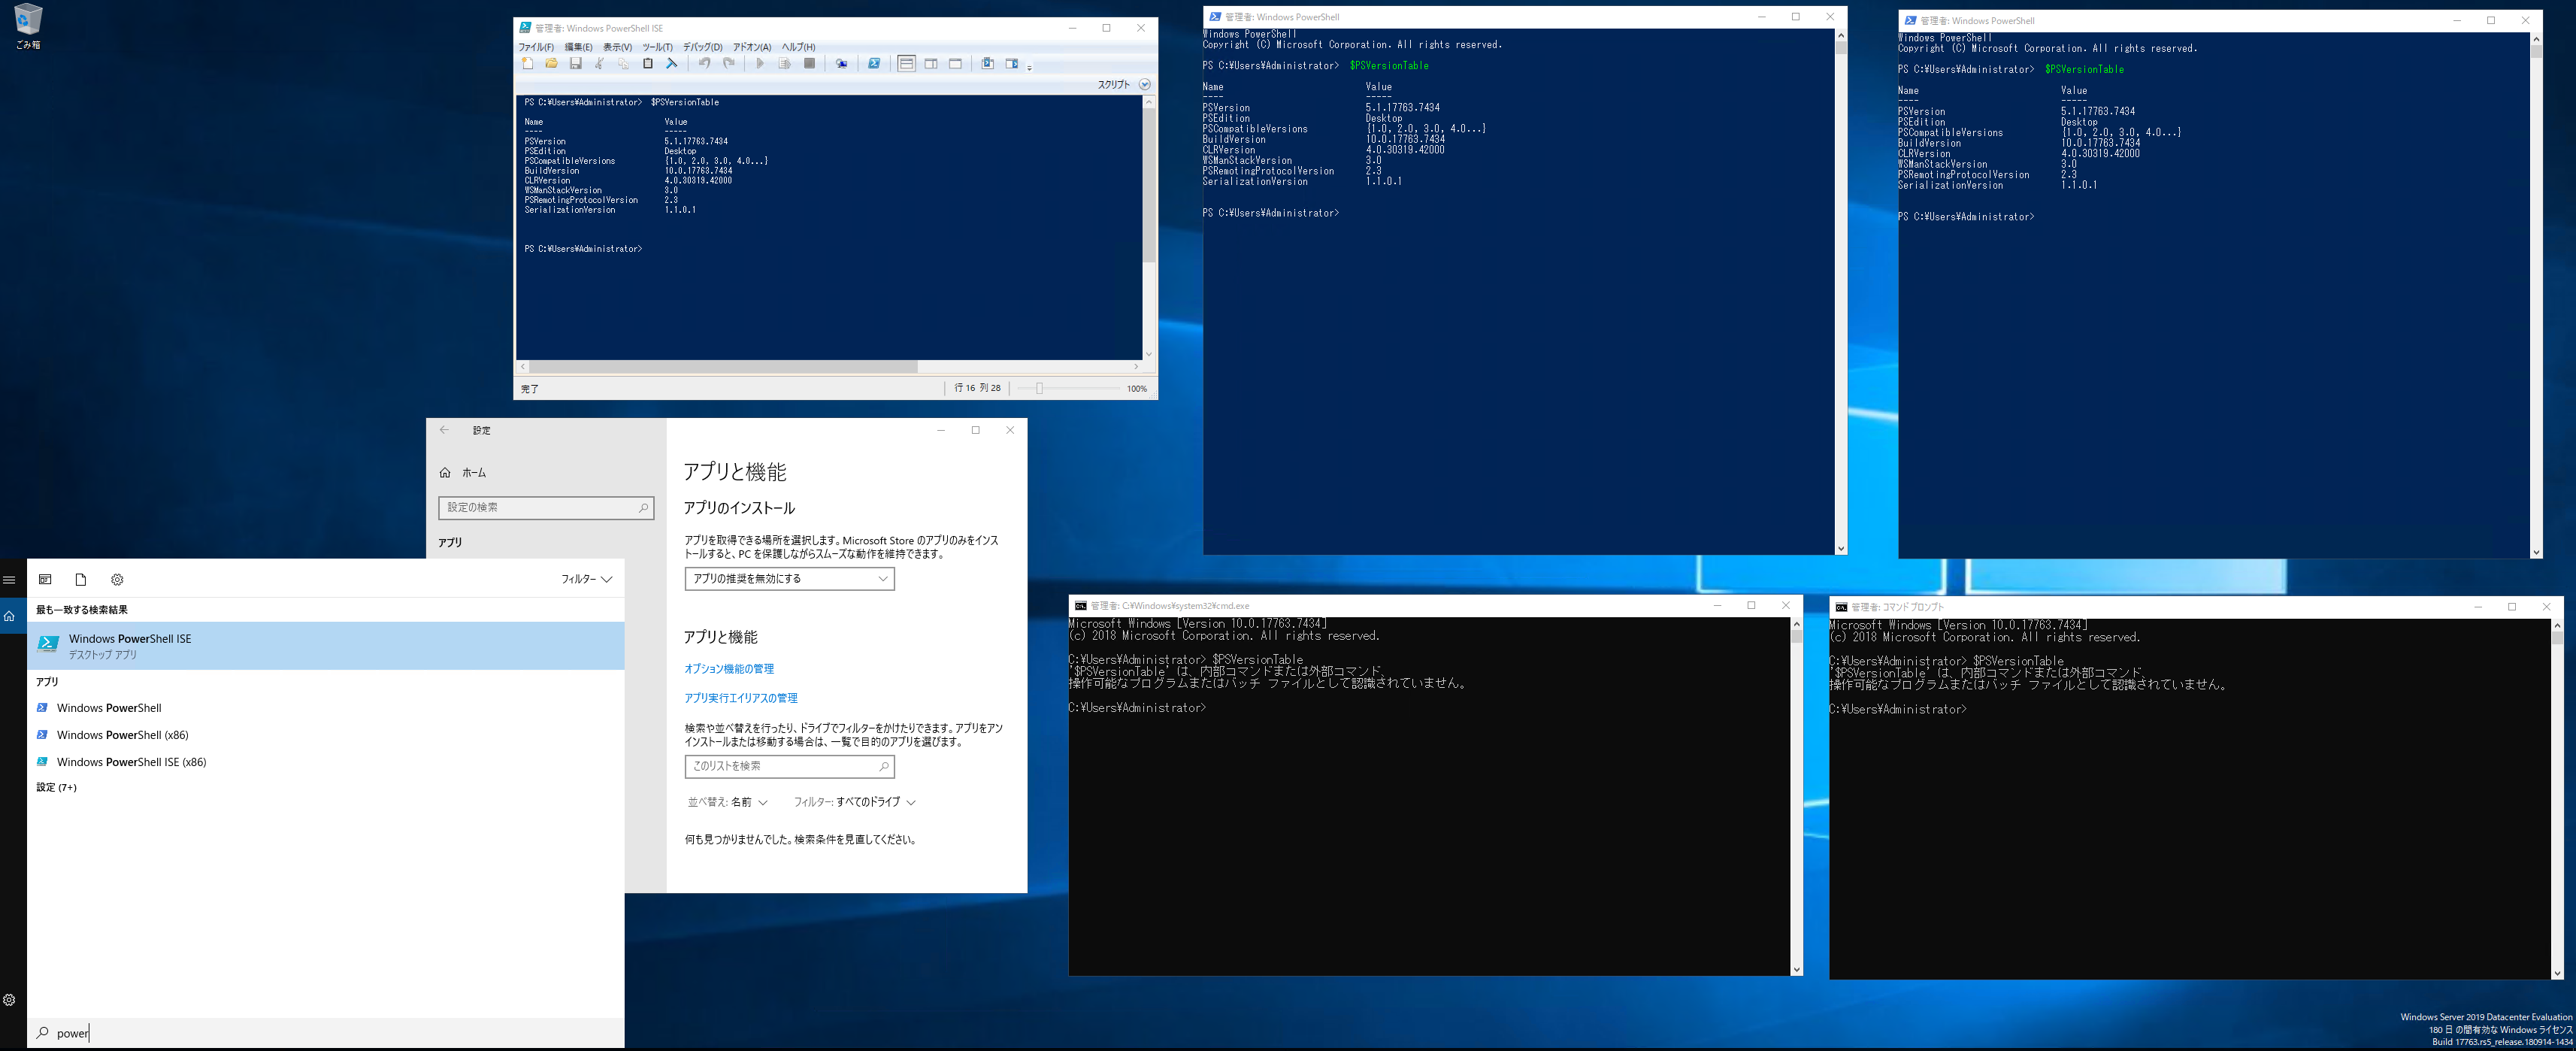 ごみ箱
管理者: Windows PowerShell ISE
ファイル(F) 編集(E) 表示(V) ツール(T) デバッグ(D) アドオン(A) ヘルプ(H)
スクリプト
PS C:¥Users¥Administrator> $PSVersionTable
Name Value
---- -----
PSVersion 5.1.17763.7434
PSEdition Desktop
PSCompatibleVersions {1.0, 2.0, 3.0, 4.0...}
BuildVersion 10.0.17763.7434
CLRVersion 4.0.30319.42000
WSManStackVersion 3.0
PSRemotingProtocolVersion 2.3
SerializationVersion 1.1.0.1
PS C:¥Users¥Administrator>
完了
行 16 列 28
100%
管理者: Windows PowerShell
Windows PowerShell
Copyright (C) Microsoft Corporation. All rights reserved.
PS C:¥Users¥Administrator> $PSVersionTable
Name Value
---- -----
PSVersion 5.1.17763.7434
PSEdition Desktop
PSCompatibleVersions {1.0, 2.0, 3.0, 4.0...}
BuildVersion 10.0.17763.7434
CLRVersion 4.0.30319.42000
WSManStackVersion 3.0
PSRemotingProtocolVersion 2.3
SerializationVersion 1.1.0.1
PS C:¥Users¥Administrator>
管理者: Windows PowerShell
Windows PowerShell
Copyright (C) Microsoft Corporation. All rights reserved.
PS C:¥Users¥Administrator> $PSVersionTable
Name Value
---- -----
PSVersion 5.1.17763.7434
PSEdition Desktop
PSCompatibleVersions {1.0, 2.0, 3.0, 4.0...}
BuildVersion 10.0.17763.7434
CLRVersion 4.0.30319.42000
WSManStackVersion 3.0
PSRemotingProtocolVersion 2.3
SerializationVersion 1.1.0.1
PS C:¥Users¥Administrator>
設定
ホーム
設定の検索
アプリ
アプリと機能
アプリのインストール
アプリを取得できる場所を選択します。Microsoft Store のアプリのみをインス
トールすると、PC を保護しながらスムーズな動作を維持できます。
アプリの推奨を無効にする
アプリと機能
オプション機能の管理
アプリ実行エイリアスの管理
検索や並べ替えを行ったり、ドライブでフィルターをかけたりできます。アプリをアン
インストールまたは移動する場合は、一覧で目的のアプリを選びます。
このリストを検索
並べ替え: 名前 フィルター: すべてのドライブ
何も見つかりませんでした。検索条件を見直してください。
フィルター
最も一致する検索結果
Windows PowerShell ISE
デスクトップ アプリ
アプリ
Windows PowerShell
Windows PowerShell (x86)
Windows PowerShell ISE (x86)
設定 (7+)
power
管理者: C:¥Windows¥system32¥cmd.exe
Microsoft Windows [Version 10.0.17763.7434]
(c) 2018 Microsoft Corporation. All rights reserved.
C:¥Users¥Administrator> $PSVersionTable
'$PSVersionTable' は、内部コマンドまたは外部コマンド、
操作可能なプログラムまたはバッチ ファイルとして認識されていません。
C:¥Users¥Administrator>
管理者: コマンド プロンプト
Microsoft Windows [Version 10.0.17763.7434]
(c) 2018 Microsoft Corporation. All rights reserved.
C:¥Users¥Administrator> $PSVersionTable
'$PSVersionTable' は、内部コマンドまたは外部コマンド、
操作可能なプログラムまたはバッチ ファイルとして認識されていません。
C:¥Users¥Administrator>
Windows Server 2019 Datacenter Evaluation
180 日 の間有効な Windows ライセンス
Build 17763.rs5_release.180914-1434